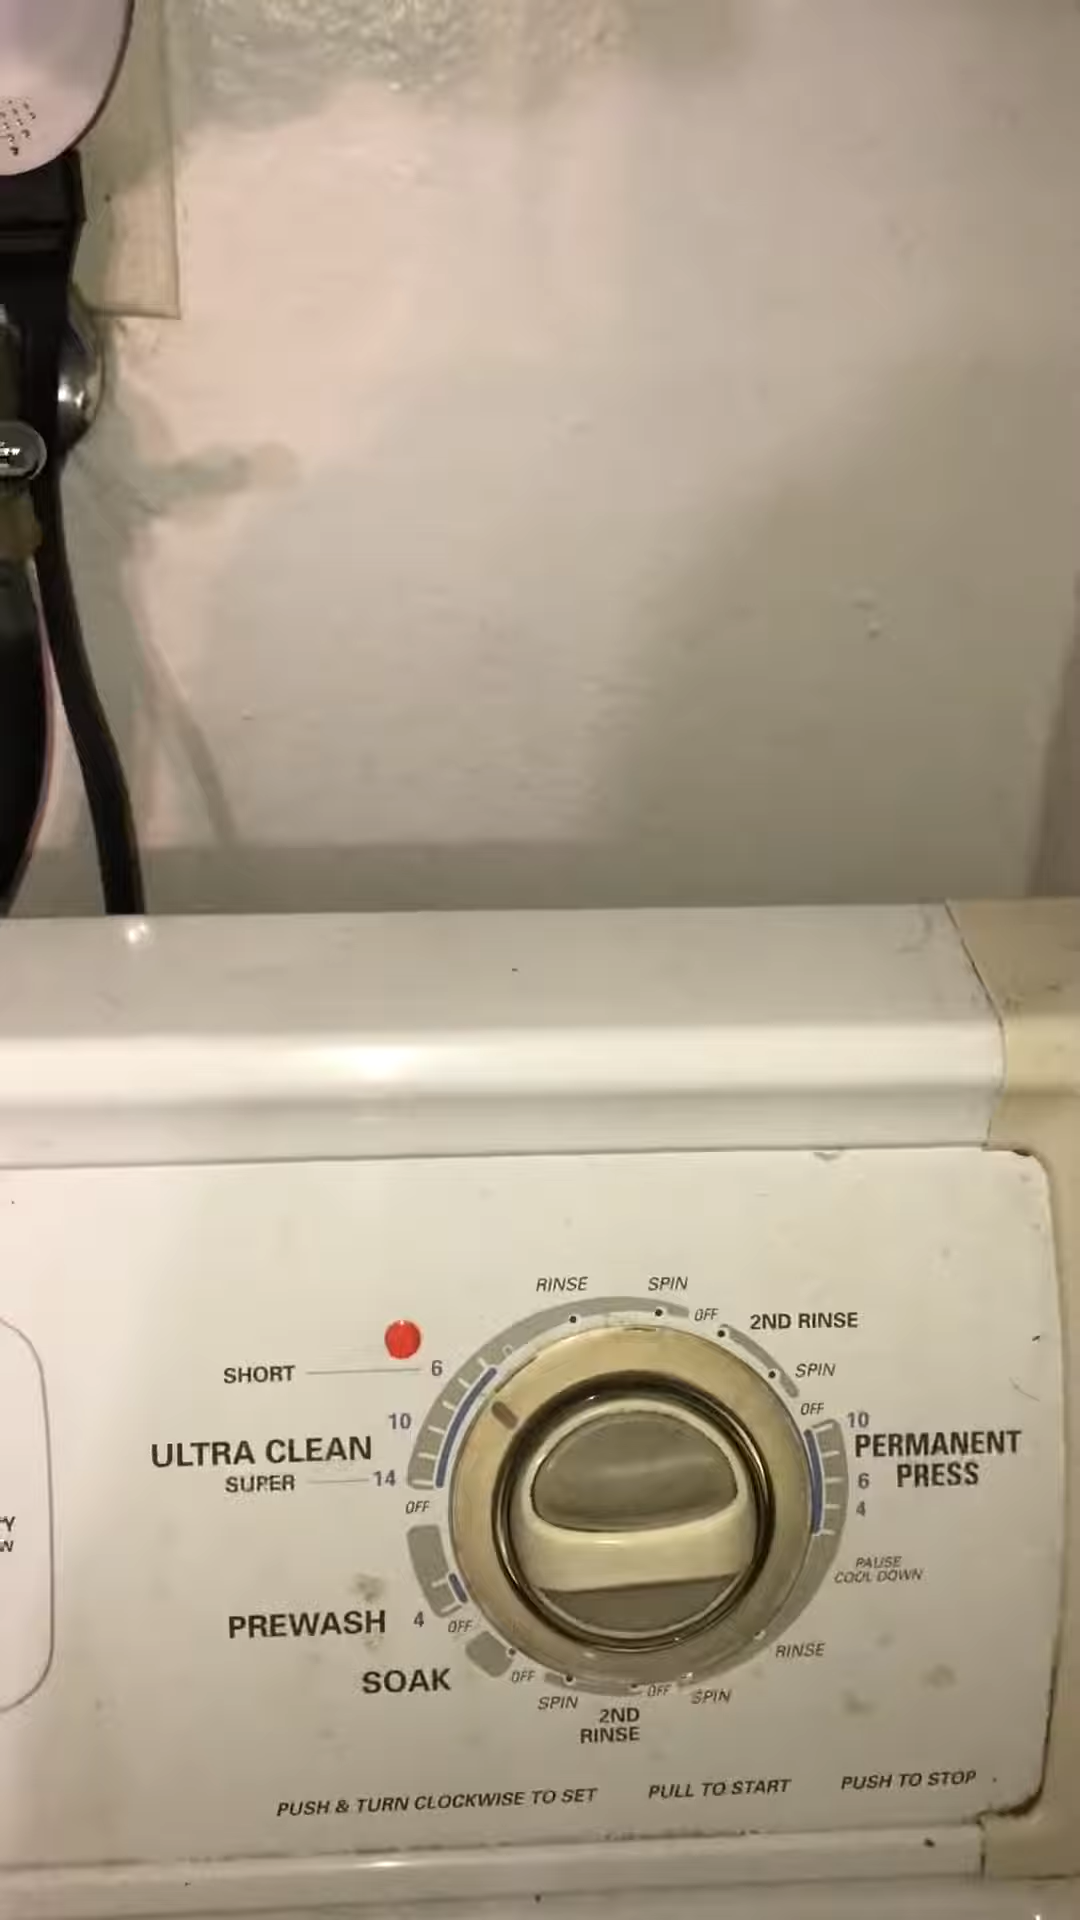 RINSE
SPIN
OFF
2ND RINSE
SHORT
6
SPIN
OFF
10
10
ULTRA CLEAN
PERMANENT
PRESS
SUPER
14
6
OFF
4
PAUSE
COOL DOWN
PREWASH
4
OFF
RINSE
SOAK
OFF
SPIN
OFF
SPIN
2ND
RINSE
PUSH & TURN CLOCKWISE TO SET
PULL TO START
PUSH TO STOP